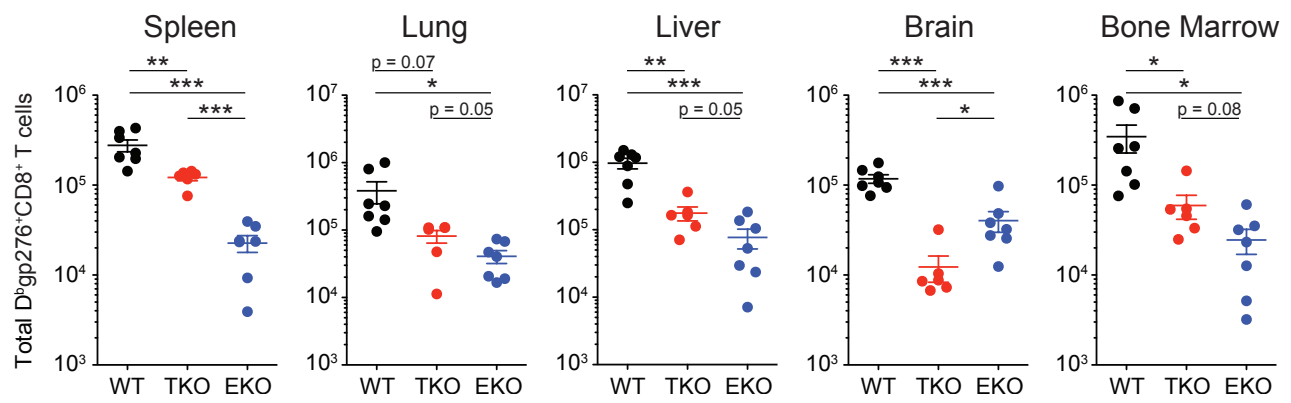 Spleen Lung Liver Brain Bone Marrow
** p = 0.07 ** *** *
*** * *** *** *
*** p = 0.05 p = 0.05 * p = 0.08
10⁶ 10⁷ 10⁷ 10⁶ 10⁶
10⁶ 10⁶
10⁵ 10⁵ 10⁵
10⁵ 10⁵
10⁴ 10⁴ 10⁴
10⁴ 10⁵
10³ 10³ 10³ 10³ 10³
Total Dᵇgp276⁺CD8⁺ T cells
WT TKO EKO WT TKO EKO WT TKO EKO WT TKO EKO WT TKO EKO